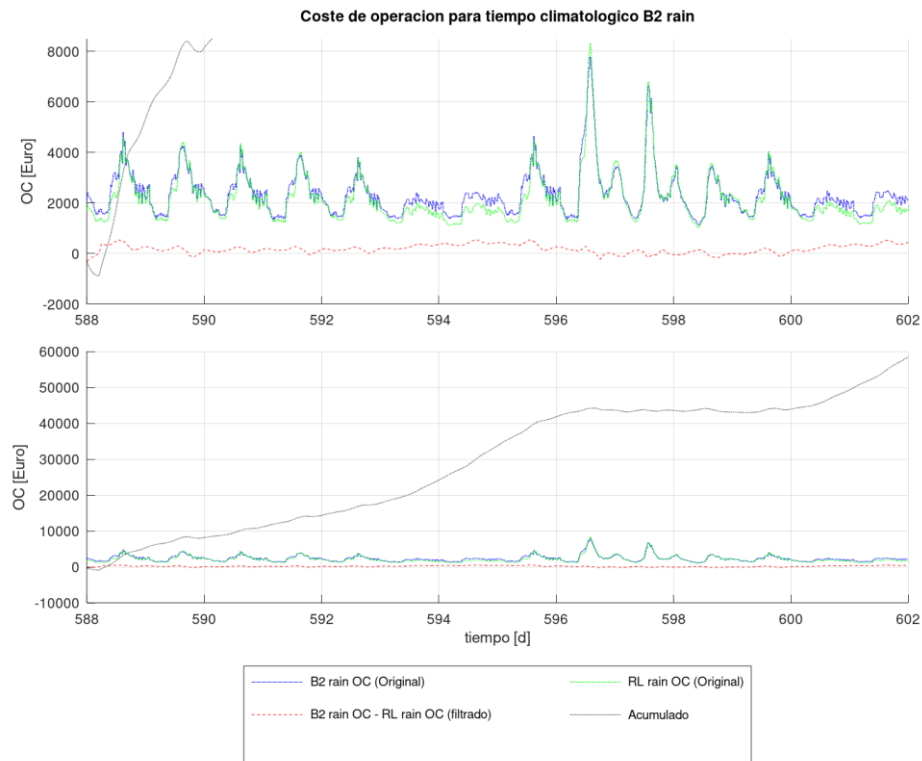 Coste de operacion para tiempo climatologico B2 rain
8000
6000
4000
2000
0
-2000
OC [Euro]
588 590 592 594 596 598 600 602
60000
50000
40000
30000
20000
10000
0
-10000
OC [Euro]
588 590 592 594 596 598 600 602
tiempo [d]
B2 rain OC (Original) RL rain OC (Original)
B2 rain OC - RL rain OC (filtrado) Acumulado